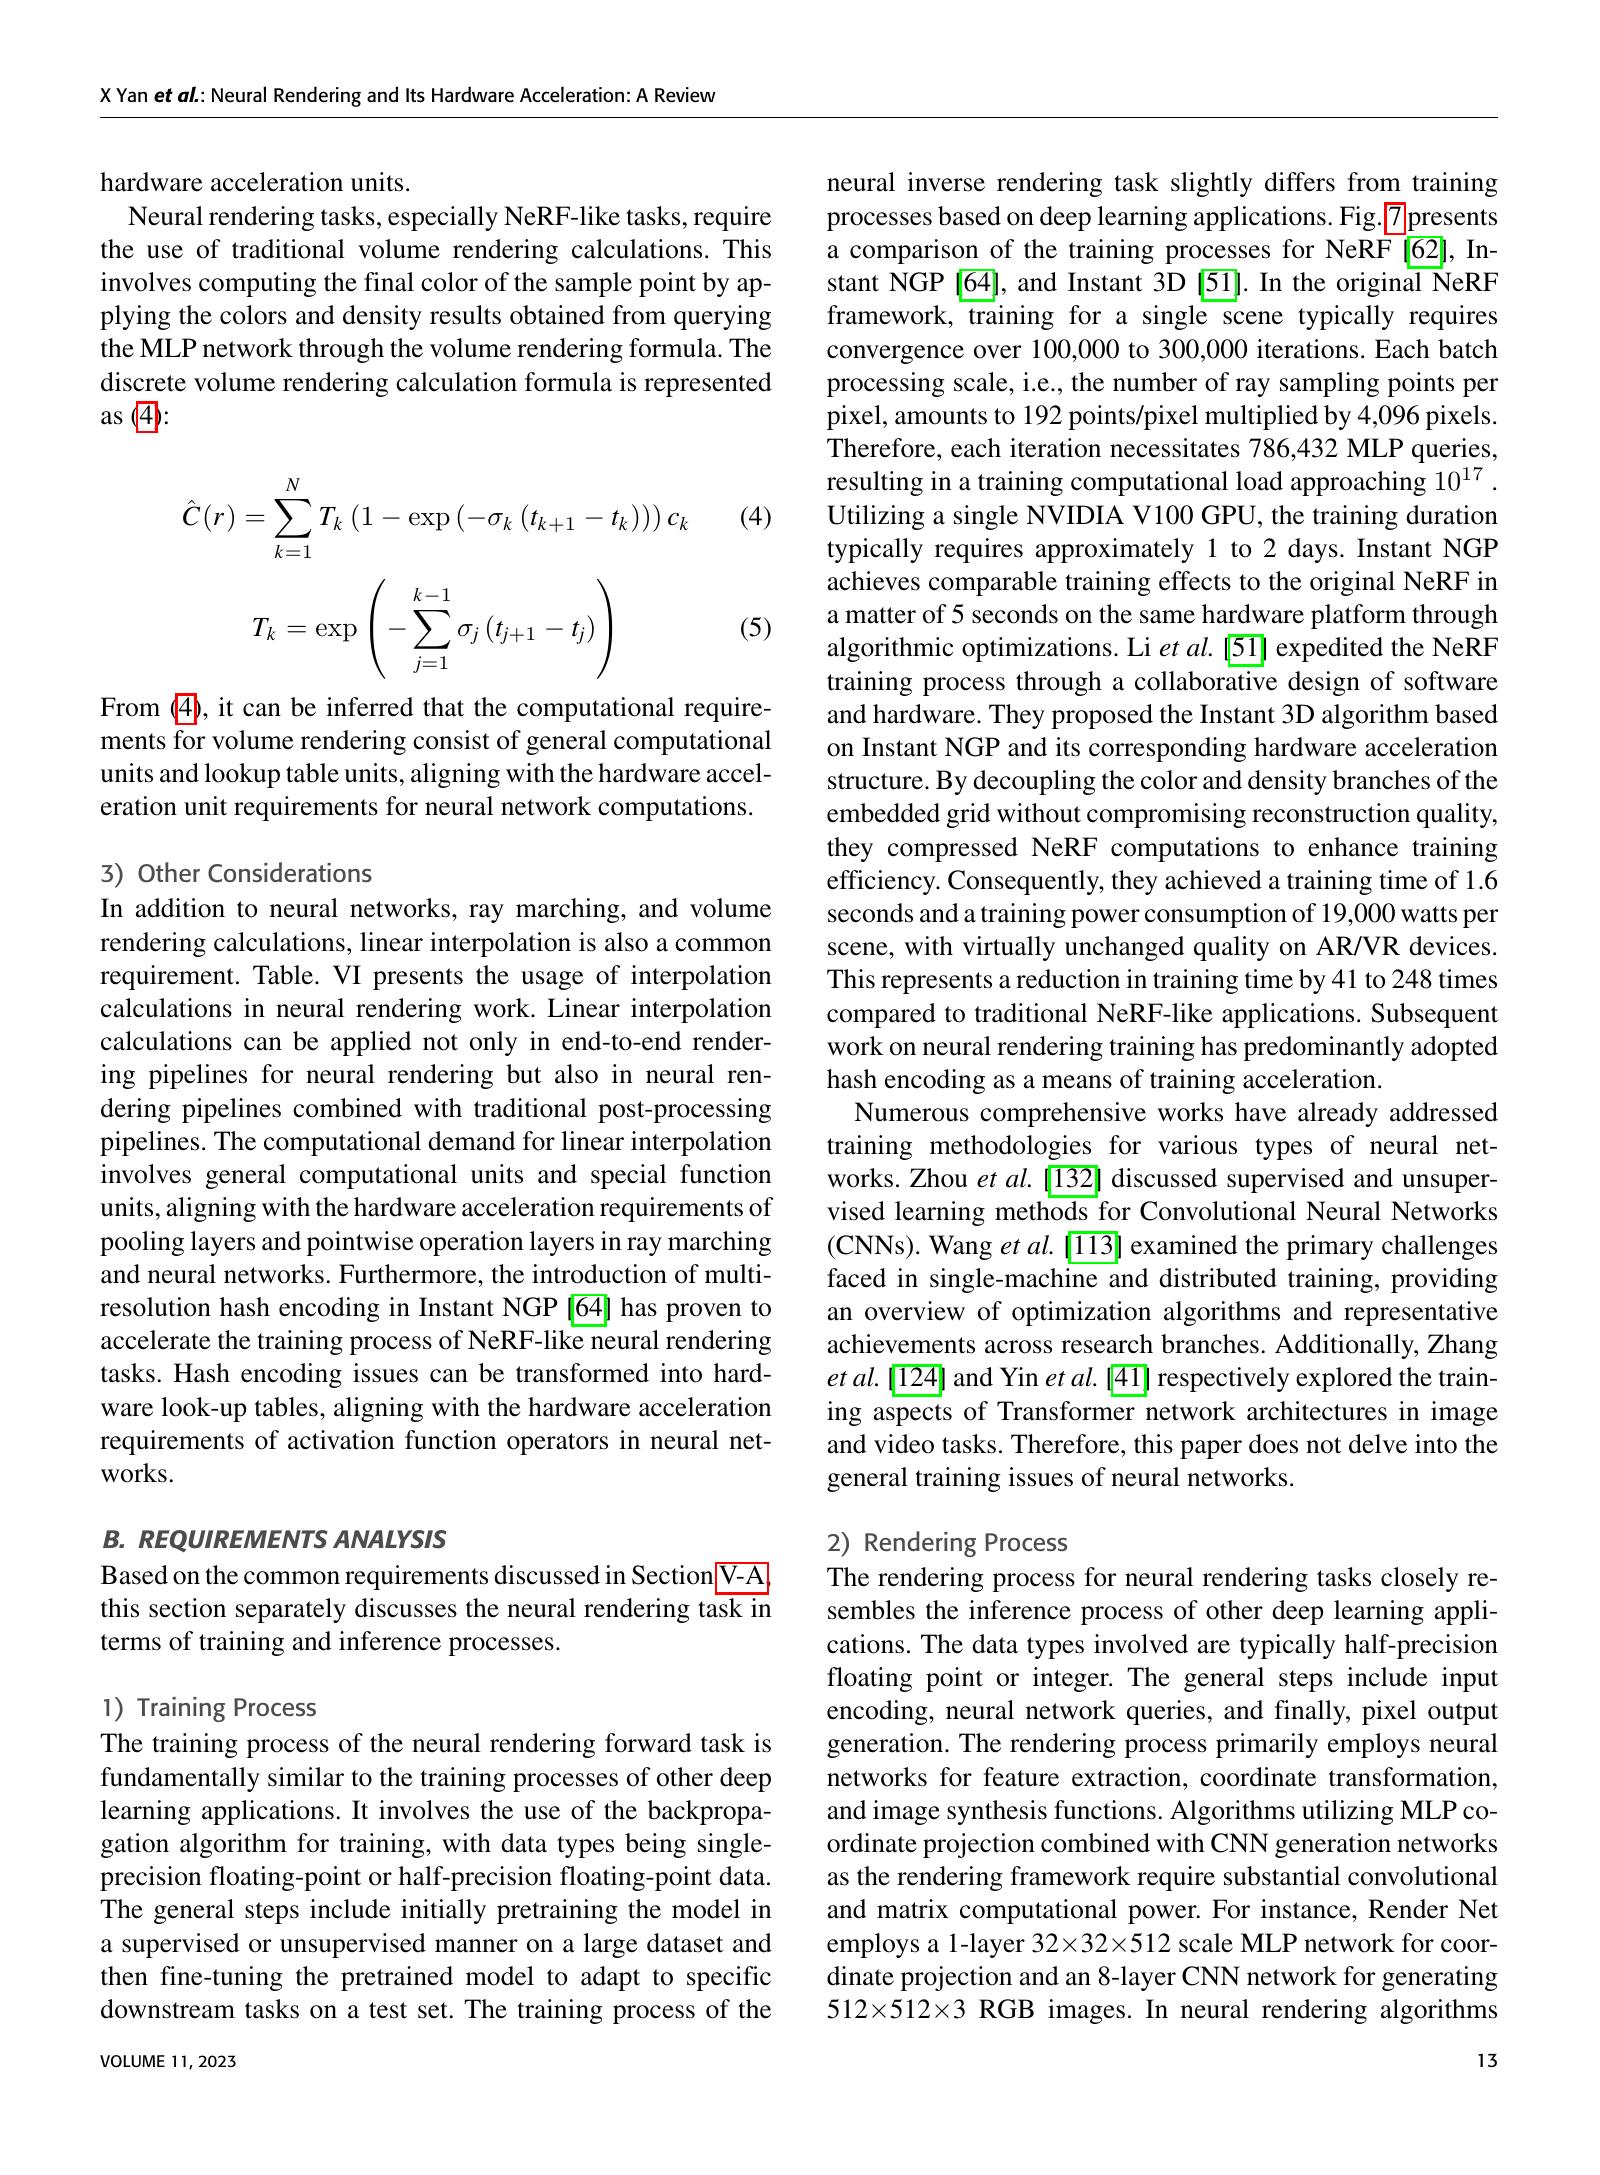 X Yan et al.: Neural Rendering and Its Hardware Acceleration: A Review
hardware acceleration units.
Neural rendering tasks, especially NeRF-like tasks, require
the use of traditional volume rendering calculations. This
involves computing the final color of the sample point by ap-
plying the colors and density results obtained from querying
the MLP network through the volume rendering formula. The
discrete volume rendering calculation formula is represented
as (4):
Ĉ(r) = ∑_{k=1}^{N} T_k (1 − exp (−σ_k (t_{k+1} − t_k))) c_k (4)
T_k = exp (−∑_{j=1}^{k−1} σ_j (t_{j+1} − t_j)) (5)
From (4), it can be inferred that the computational require-
ments for volume rendering consist of general computational
units and lookup table units, aligning with the hardware accel-
eration unit requirements for neural network computations.
3) Other Considerations
In addition to neural networks, ray marching, and volume
rendering calculations, linear interpolation is also a common
requirement. Table. VI presents the usage of interpolation
calculations in neural rendering work. Linear interpolation
calculations can be applied not only in end-to-end render-
ing pipelines for neural rendering but also in neural ren-
dering pipelines combined with traditional post-processing
pipelines. The computational demand for linear interpolation
involves general computational units and special function
units, aligning with the hardware acceleration requirements of
pooling layers and pointwise operation layers in ray marching
and neural networks. Furthermore, the introduction of multi-
resolution hash encoding in Instant NGP [64] has proven to
accelerate the training process of NeRF-like neural rendering
tasks. Hash encoding issues can be transformed into hard-
ware look-up tables, aligning with the hardware acceleration
requirements of activation function operators in neural net-
works.
B. REQUIREMENTS ANALYSIS
Based on the common requirements discussed in Section V-A,
this section separately discusses the neural rendering task in
terms of training and inference processes.
1) Training Process
The training process of the neural rendering forward task is
fundamentally similar to the training processes of other deep
learning applications. It involves the use of the backpropa-
gation algorithm for training, with data types being single-
precision floating-point or half-precision floating-point data.
The general steps include initially pretraining the model in
a supervised or unsupervised manner on a large dataset and
then fine-tuning the pretrained model to adapt to specific
downstream tasks on a test set. The training process of the
neural inverse rendering task slightly differs from training
processes based on deep learning applications. Fig. 7 presents
a comparison of the training processes for NeRF [62], In-
stant NGP [64], and Instant 3D [51]. In the original NeRF
framework, training for a single scene typically requires
convergence over 100,000 to 300,000 iterations. Each batch
processing scale, i.e., the number of ray sampling points per
pixel, amounts to 192 points/pixel multiplied by 4,096 pixels.
Therefore, each iteration necessitates 786,432 MLP queries,
resulting in a training computational load approaching 10^17 .
Utilizing a single NVIDIA V100 GPU, the training duration
typically requires approximately 1 to 2 days. Instant NGP
achieves comparable training effects to the original NeRF in
a matter of 5 seconds on the same hardware platform through
algorithmic optimizations. Li et al. [51] expedited the NeRF
training process through a collaborative design of software
and hardware. They proposed the Instant 3D algorithm based
on Instant NGP and its corresponding hardware acceleration
structure. By decoupling the color and density branches of the
embedded grid without compromising reconstruction quality,
they compressed NeRF computations to enhance training
efficiency. Consequently, they achieved a training time of 1.6
seconds and a training power consumption of 19,000 watts per
scene, with virtually unchanged quality on AR/VR devices.
This represents a reduction in training time by 41 to 248 times
compared to traditional NeRF-like applications. Subsequent
work on neural rendering training has predominantly adopted
hash encoding as a means of training acceleration.
Numerous comprehensive works have already addressed
training methodologies for various types of neural net-
works. Zhou et al. [132] discussed supervised and unsuper-
vised learning methods for Convolutional Neural Networks
(CNNs). Wang et al. [113] examined the primary challenges
faced in single-machine and distributed training, providing
an overview of optimization algorithms and representative
achievements across research branches. Additionally, Zhang
et al. [124] and Yin et al. [41] respectively explored the train-
ing aspects of Transformer network architectures in image
and video tasks. Therefore, this paper does not delve into the
general training issues of neural networks.
2) Rendering Process
The rendering process for neural rendering tasks closely re-
sembles the inference process of other deep learning appli-
cations. The data types involved are typically half-precision
floating point or integer. The general steps include input
encoding, neural network queries, and finally, pixel output
generation. The rendering process primarily employs neural
networks for feature extraction, coordinate transformation,
and image synthesis functions. Algorithms utilizing MLP co-
ordinate projection combined with CNN generation networks
as the rendering framework require substantial convolutional
and matrix computational power. For instance, Render Net
employs a 1-layer 32×32×512 scale MLP network for coor-
dinate projection and an 8-layer CNN network for generating
512×512×3 RGB images. In neural rendering algorithms
VOLUME 11, 2023
13